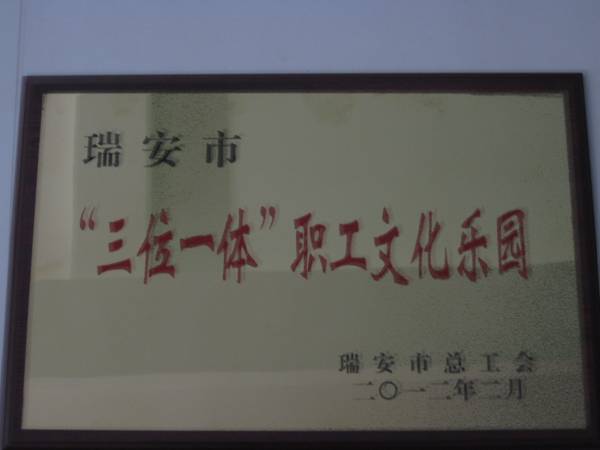 瑞安市
“三位一体”职工文化乐园
瑞安市总工会
二〇一二年二月